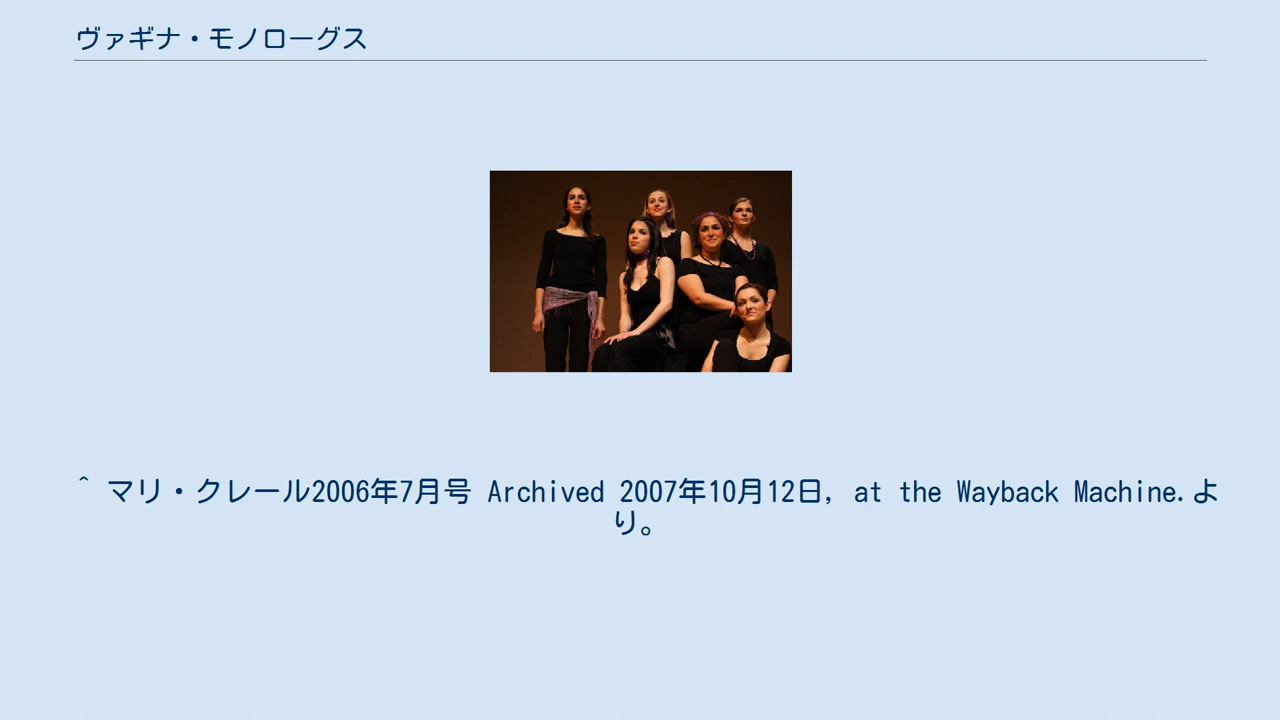 ヴァギナ・モノローグス
^ マリ・クレール2006年7月号 Archived 2007年10月12日, at the Wayback Machine.よ
り。